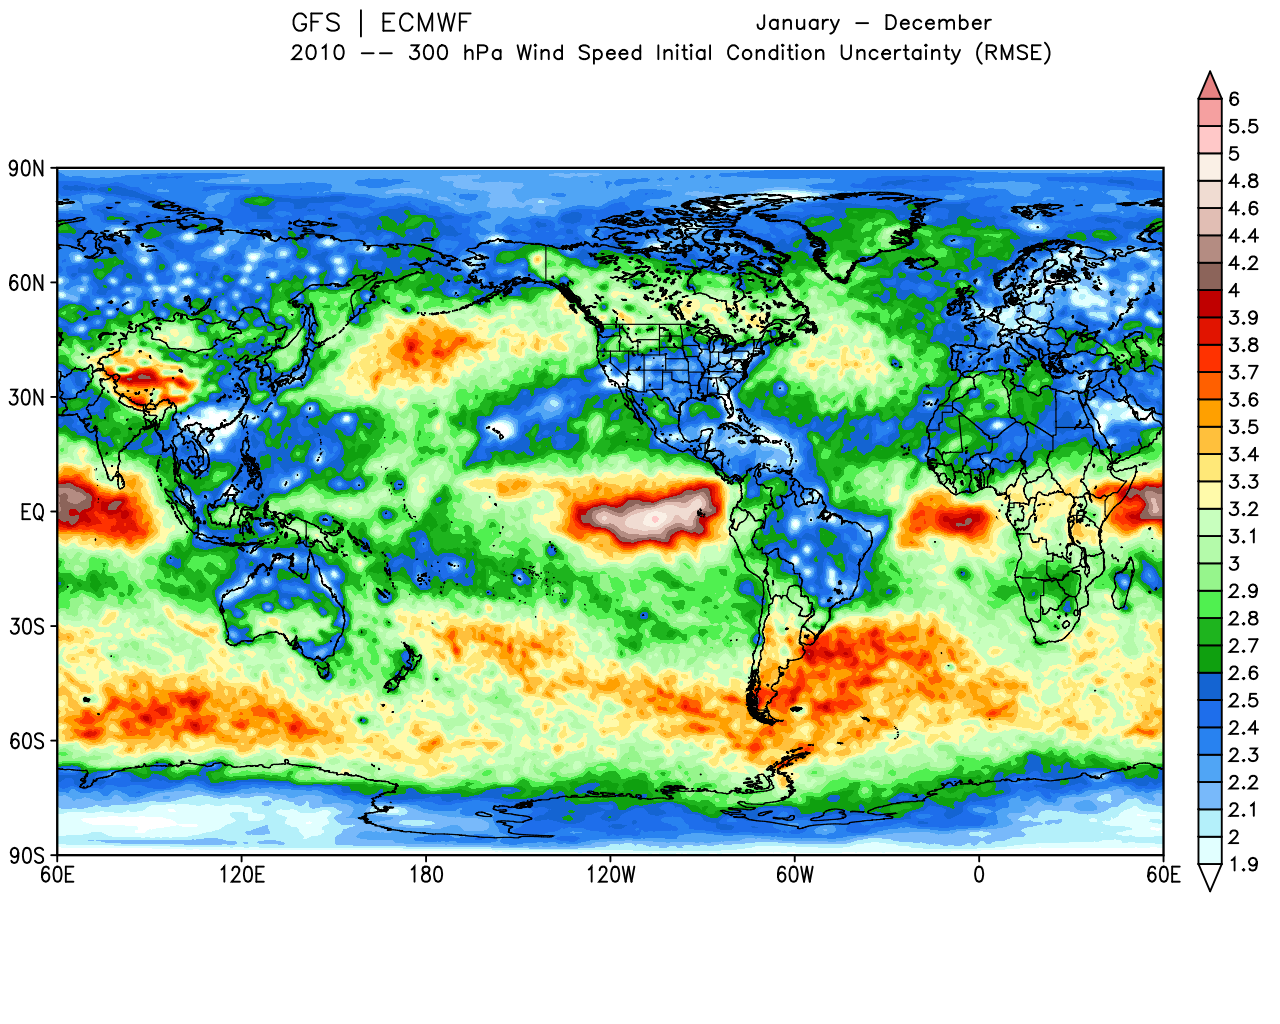 GFS | ECMWF January – December
2010 –– 300 hPa Wind Speed Initial Condition Uncertainty (RMSE)
6
5.5
5
4.8
4.6
4.4
4.2
4
3.9
3.8
3.7
3.6
3.5
3.4
3.3
3.2
3.1
3
2.9
2.8
2.7
2.6
2.5
2.4
2.3
2.2
2.1
2
1.9
90N
60N
30N
EQ
30S
60S
90S
60E 120E 180 120W 60W 0 60E